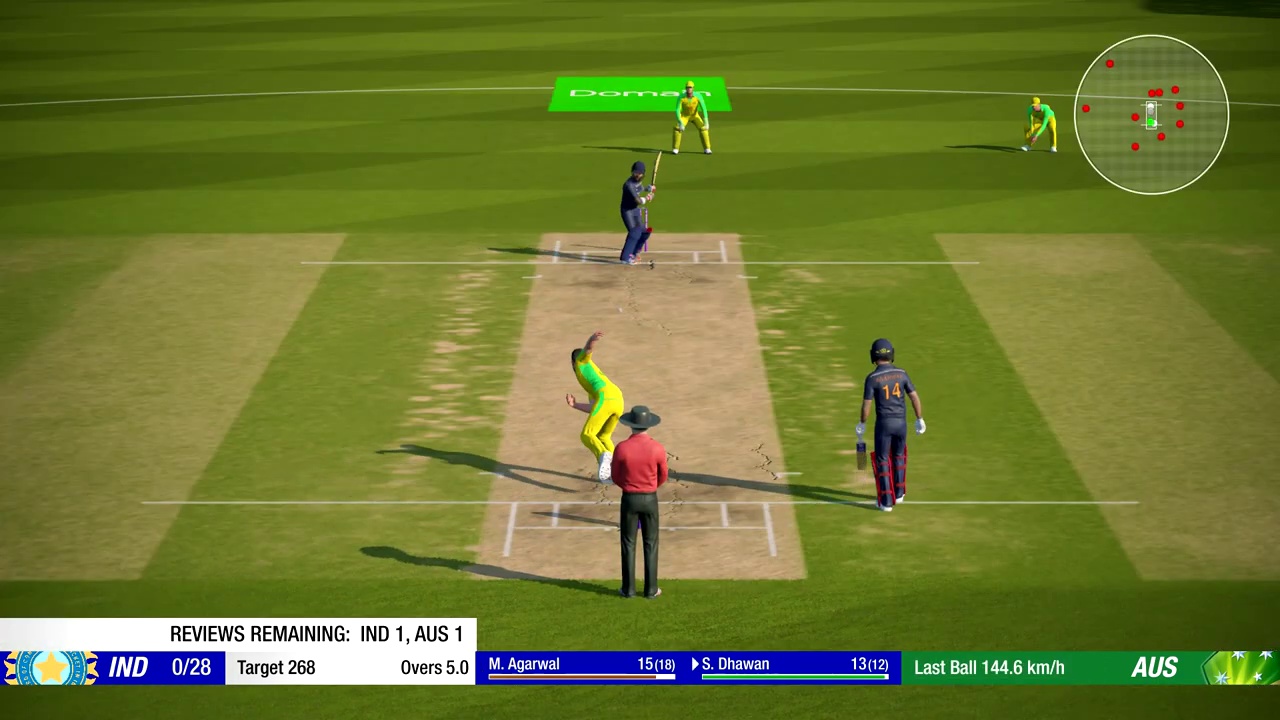 Domain
14
REVIEWS REMAINING: IND 1, AUS 1
IND 0/28 Target 268 Overs 5.0 M. Agarwal 15(18) S. Dhawan 13(12) Last Ball 144.6 km/h AUS